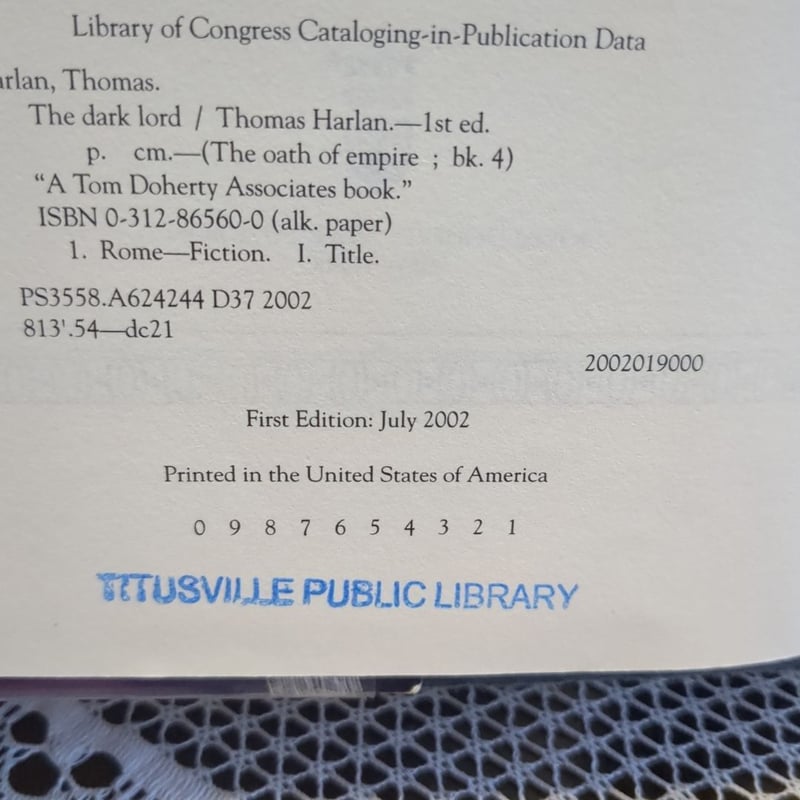 Library of Congress Cataloging-in-Publication Data
arlan, Thomas.
The dark lord / Thomas Harlan.—1st ed.
p. cm.—(The oath of empire ; bk. 4)
“A Tom Doherty Associates book.”
ISBN 0-312-86560-0 (alk. paper)
1. Rome—Fiction. I. Title.
PS3558.A624244 D37 2002
813'.54—dc21
2002019000
First Edition: July 2002
Printed in the United States of America
0 9 8 7 6 5 4 3 2 1
TITUSVILLE PUBLIC LIBRARY